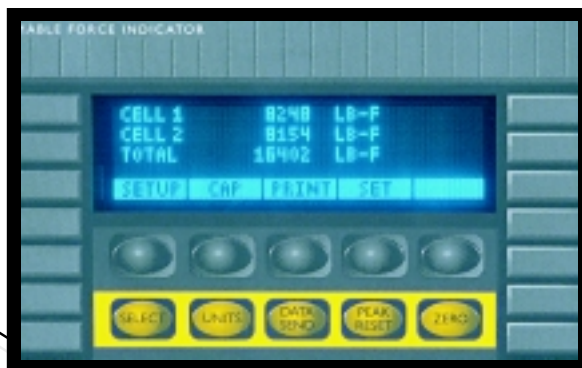 ABLE FORCE INDICATOR
CELL 1 8248 LB-F
CELL 2 8154 LB-F
TOTAL 16402 LB-F
SETUP CAP PRINT SET
SELECT UNITS DATA SEND PEAK RESET ZERO